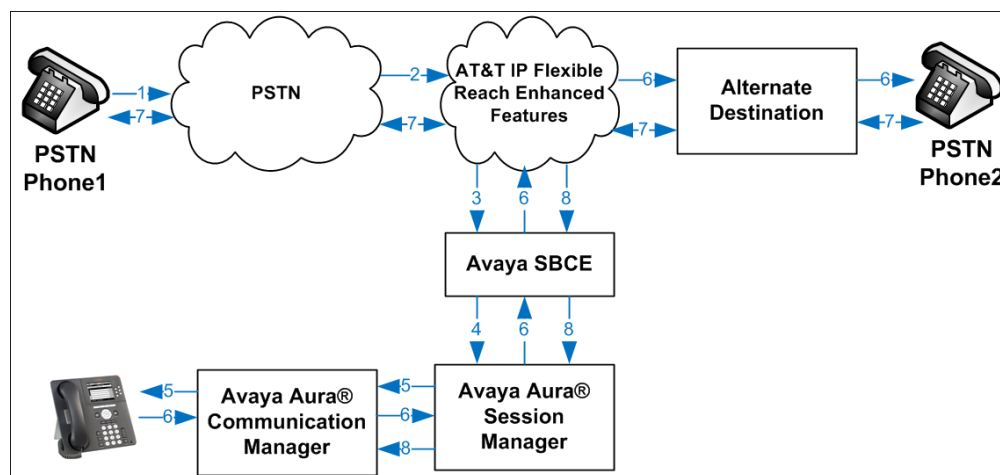 PSTN
Phone1
1
7
PSTN
2
7
AT&T IP Flexible
Reach Enhanced
Features
6
7
Alternate
Destination
6
7
PSTN
Phone2
3
6
8
Avaya SBCE
4
6
8
5
6
Avaya Aura®
Communication
Manager
5
6
8
Avaya Aura®
Session
Manager